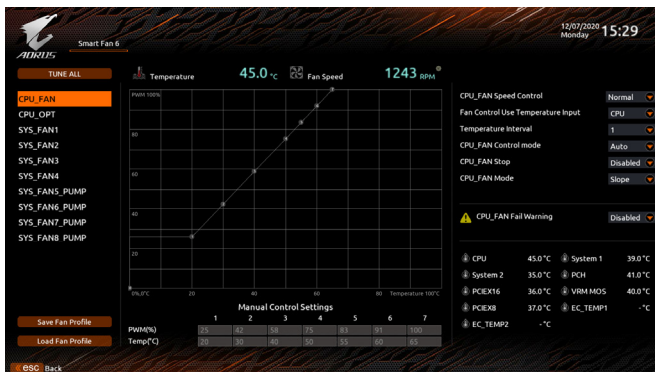 AORUS
Smart Fan 6
12/07/2020 15:29
Monday
TUNE ALL
CPU_FAN
CPU_OPT
SYS_FAN1
SYS_FAN2
SYS_FAN3
SYS_FAN4
SYS_FAN5_PUMP
SYS_FAN6_PUMP
SYS_FAN7_PUMP
SYS_FAN8_PUMP
Save Fan Profile
Load Fan Profile
Temperature 45.0 °C Fan Speed 1243 RPM
PWM 100%
80
60
40
20
0%,0°C 20 40 60 80 Temperature 100°C
Manual Control Settings
1 2 3 4 5 6 7
PWM(%) 25 42 58 75 83 91 100
Temp(°C) 20 30 40 50 55 60 65
CPU_FAN Speed Control Normal
Fan Control Use Temperature Input CPU
Temperature Interval 1
CPU_FAN Control mode Auto
CPU_FAN Stop Disabled
CPU_FAN Mode Slope
CPU_FAN Fail Warning Disabled
CPU 45.0°C System 1 39.0°C
System 2 35.0°C PCH 41.0°C
PCIEX16 36.0°C VRM MOS 40.0°C
PCIEX8 37.0°C EC_TEMP1 -°C
EC_TEMP2 -°C
esc Back